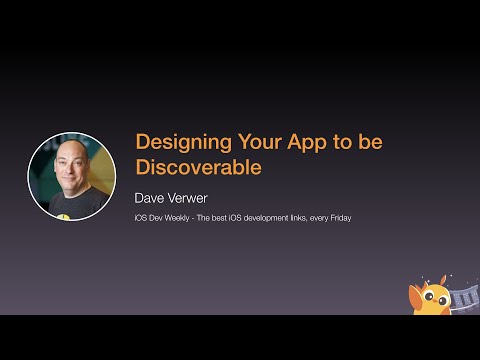 Designing Your App to be
Discoverable
Dave Verwer
iOS Dev Weekly - The best iOS development links, every Friday